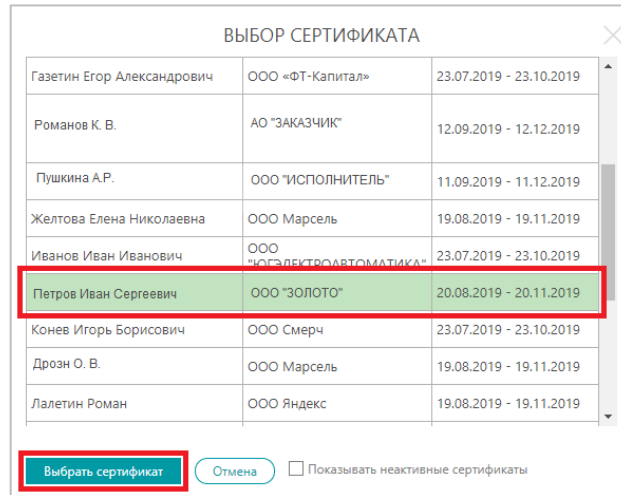 ВЫБОР СЕРТИФИКАТА
Газетин Егор Александрович ООО «ФТ-Капитал» 23.07.2019 - 23.10.2019
Романов К. В. АО "ЗАКАЗЧИК" 12.09.2019 - 12.12.2019
Пушкина А.Р. ООО "ИСПОЛНИТЕЛЬ" 11.09.2019 - 11.12.2019
Желтова Елена Николаевна ООО Марсель 19.08.2019 - 19.11.2019
Иванов Иван Иванович ООО "ЮГЭЛЕКТРОАВТОМАТИКА" 23.07.2019 - 23.10.2019
Петров Иван Сергеевич ООО "ЗОЛОТО" 20.08.2019 - 20.11.2019
Конев Игорь Борисович ООО Смерч 23.07.2019 - 23.10.2019
Дрозн О. В. ООО Марсель 19.08.2019 - 19.11.2019
Лалетин Роман ООО Яндекс 19.08.2019 - 19.11.2019
Выбрать сертификат Отмена Показывать неактивные сертификаты